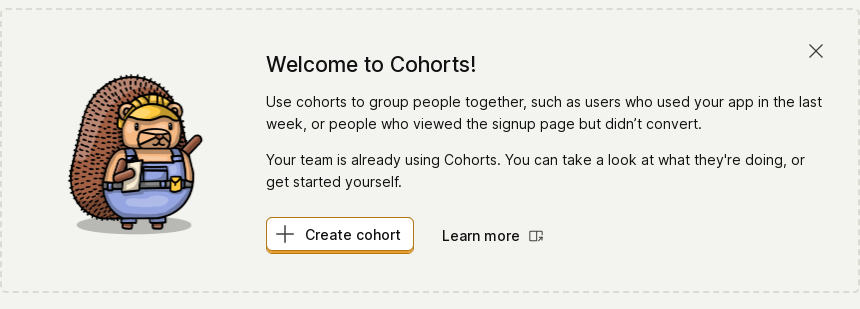 Welcome to Cohorts!
Use cohorts to group people together, such as users who used your app in the last
week, or people who viewed the signup page but didn’t convert.
Your team is already using Cohorts. You can take a look at what they're doing, or
get started yourself.
Create cohort
Learn more